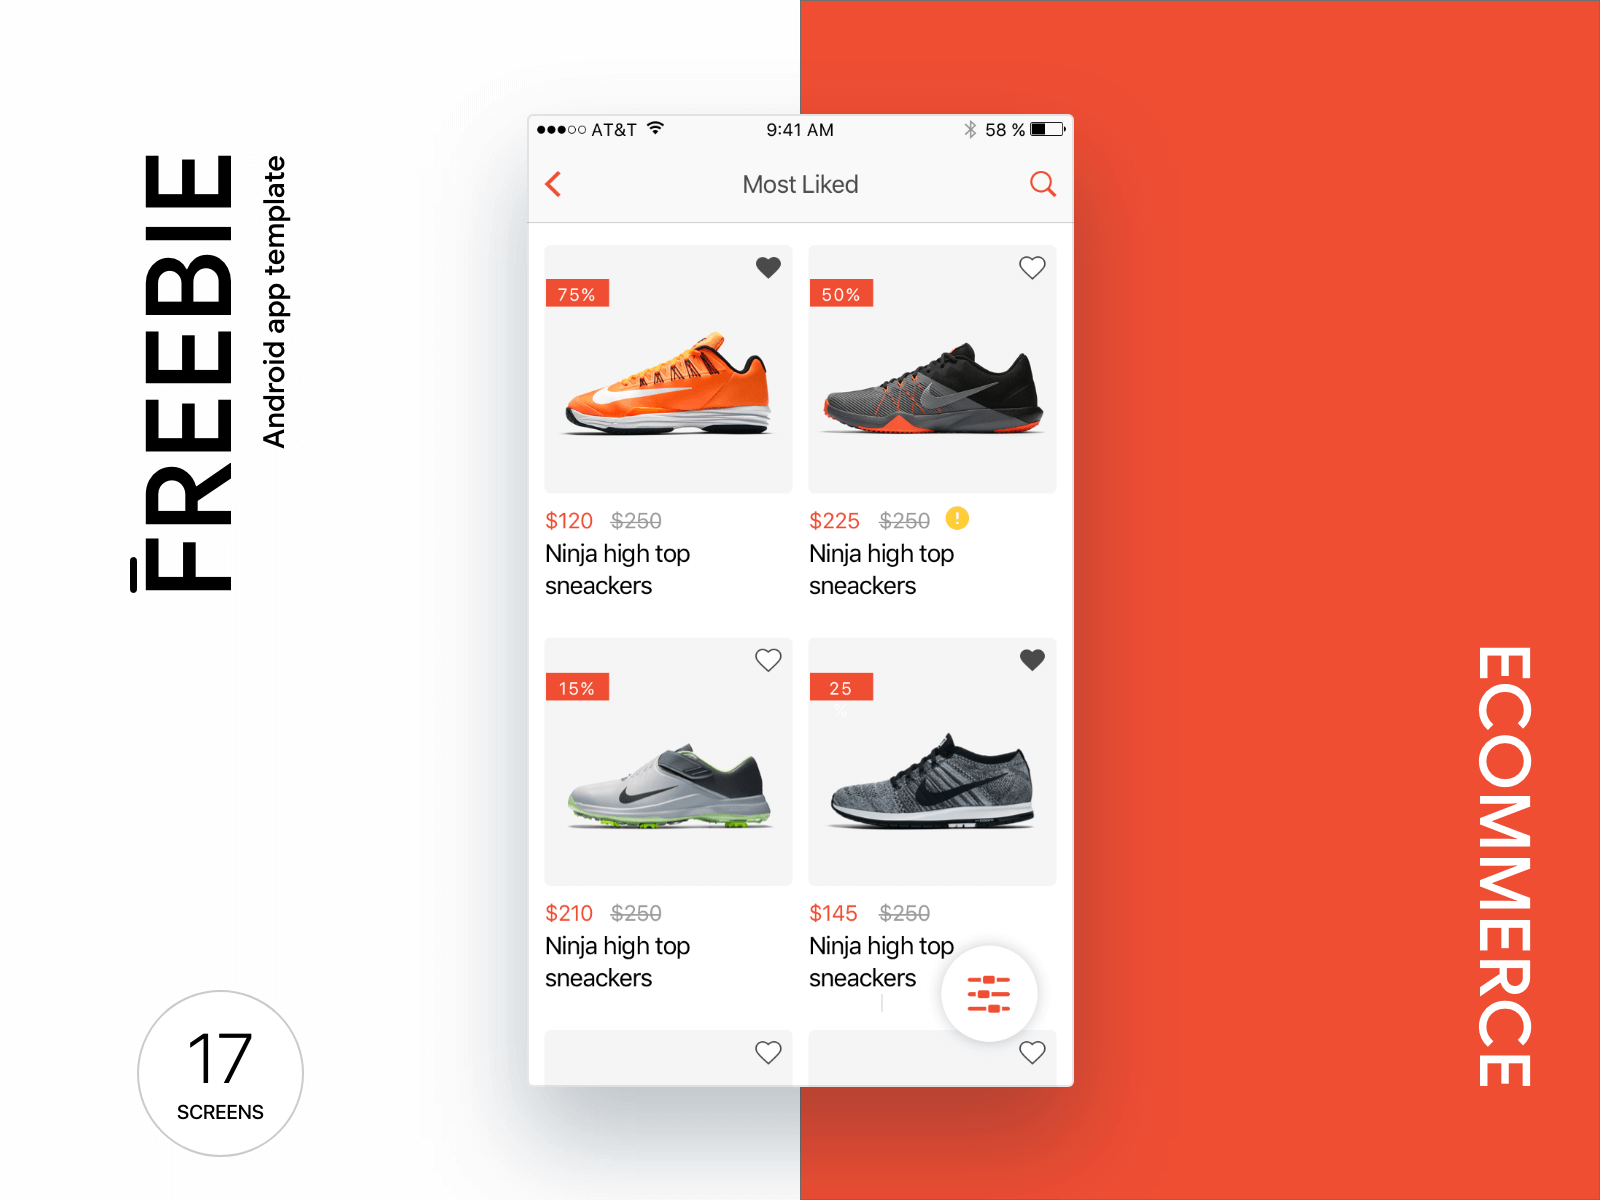 FREEBIE
Android app template
AT&T
9:41 AM
58 %
Most Liked
75%
50%
$120 $250
$225 $250 !
Ninja high top
sneackers
Ninja high top
sneackers
15%
25
%
$210 $250
$145 $250
Ninja high top
sneackers
Ninja high top
sneackers
17
SCREENS
ECOMMERCE